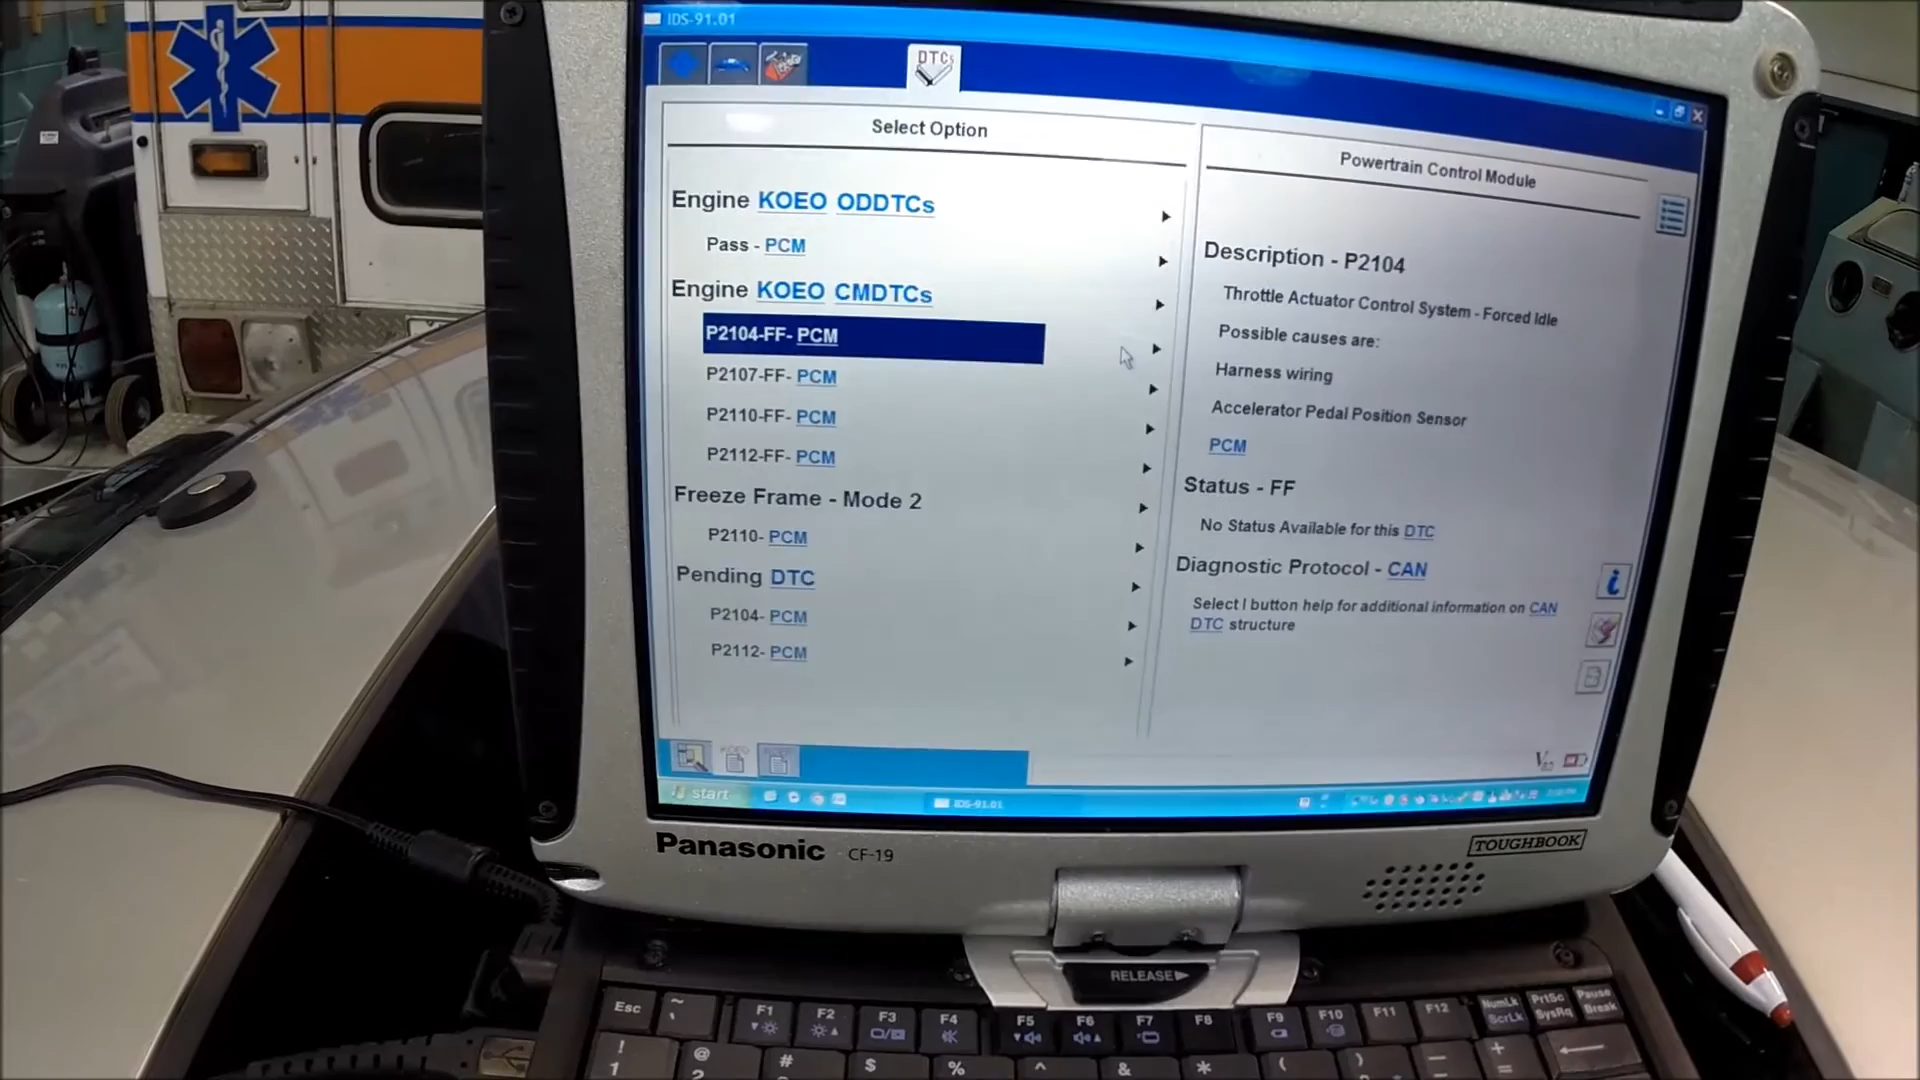 IDS-91.01
DTCs
Select Option
Engine KOEO ODDTCs
Pass - PCM
Engine KOEO CMDTCs
P2104-FF- PCM
P2107-FF- PCM
P2110-FF- PCM
P2112-FF- PCM
Freeze Frame - Mode 2
P2110- PCM
Pending DTC
P2104- PCM
P2112- PCM
Powertrain Control Module
Description - P2104
Throttle Actuator Control System - Forced Idle
Possible causes are:
Harness wiring
Accelerator Pedal Position Sensor
PCM
Status - FF
No Status Available for this DTC
Diagnostic Protocol - CAN
Select I button help for additional information on CAN
DTC structure
start
IDS-91.01
Panasonic CF-19
TOUGHBOOK
RELEASE
Esc ~ ` F1 F2 F3 F4 F5 F6 F7 F8 F9 F10 F11 F12 NumLk ScrLk PrtSc SysRq Pause Break
! 1 @ 2 # $ % ^ & * ( ) _ + =